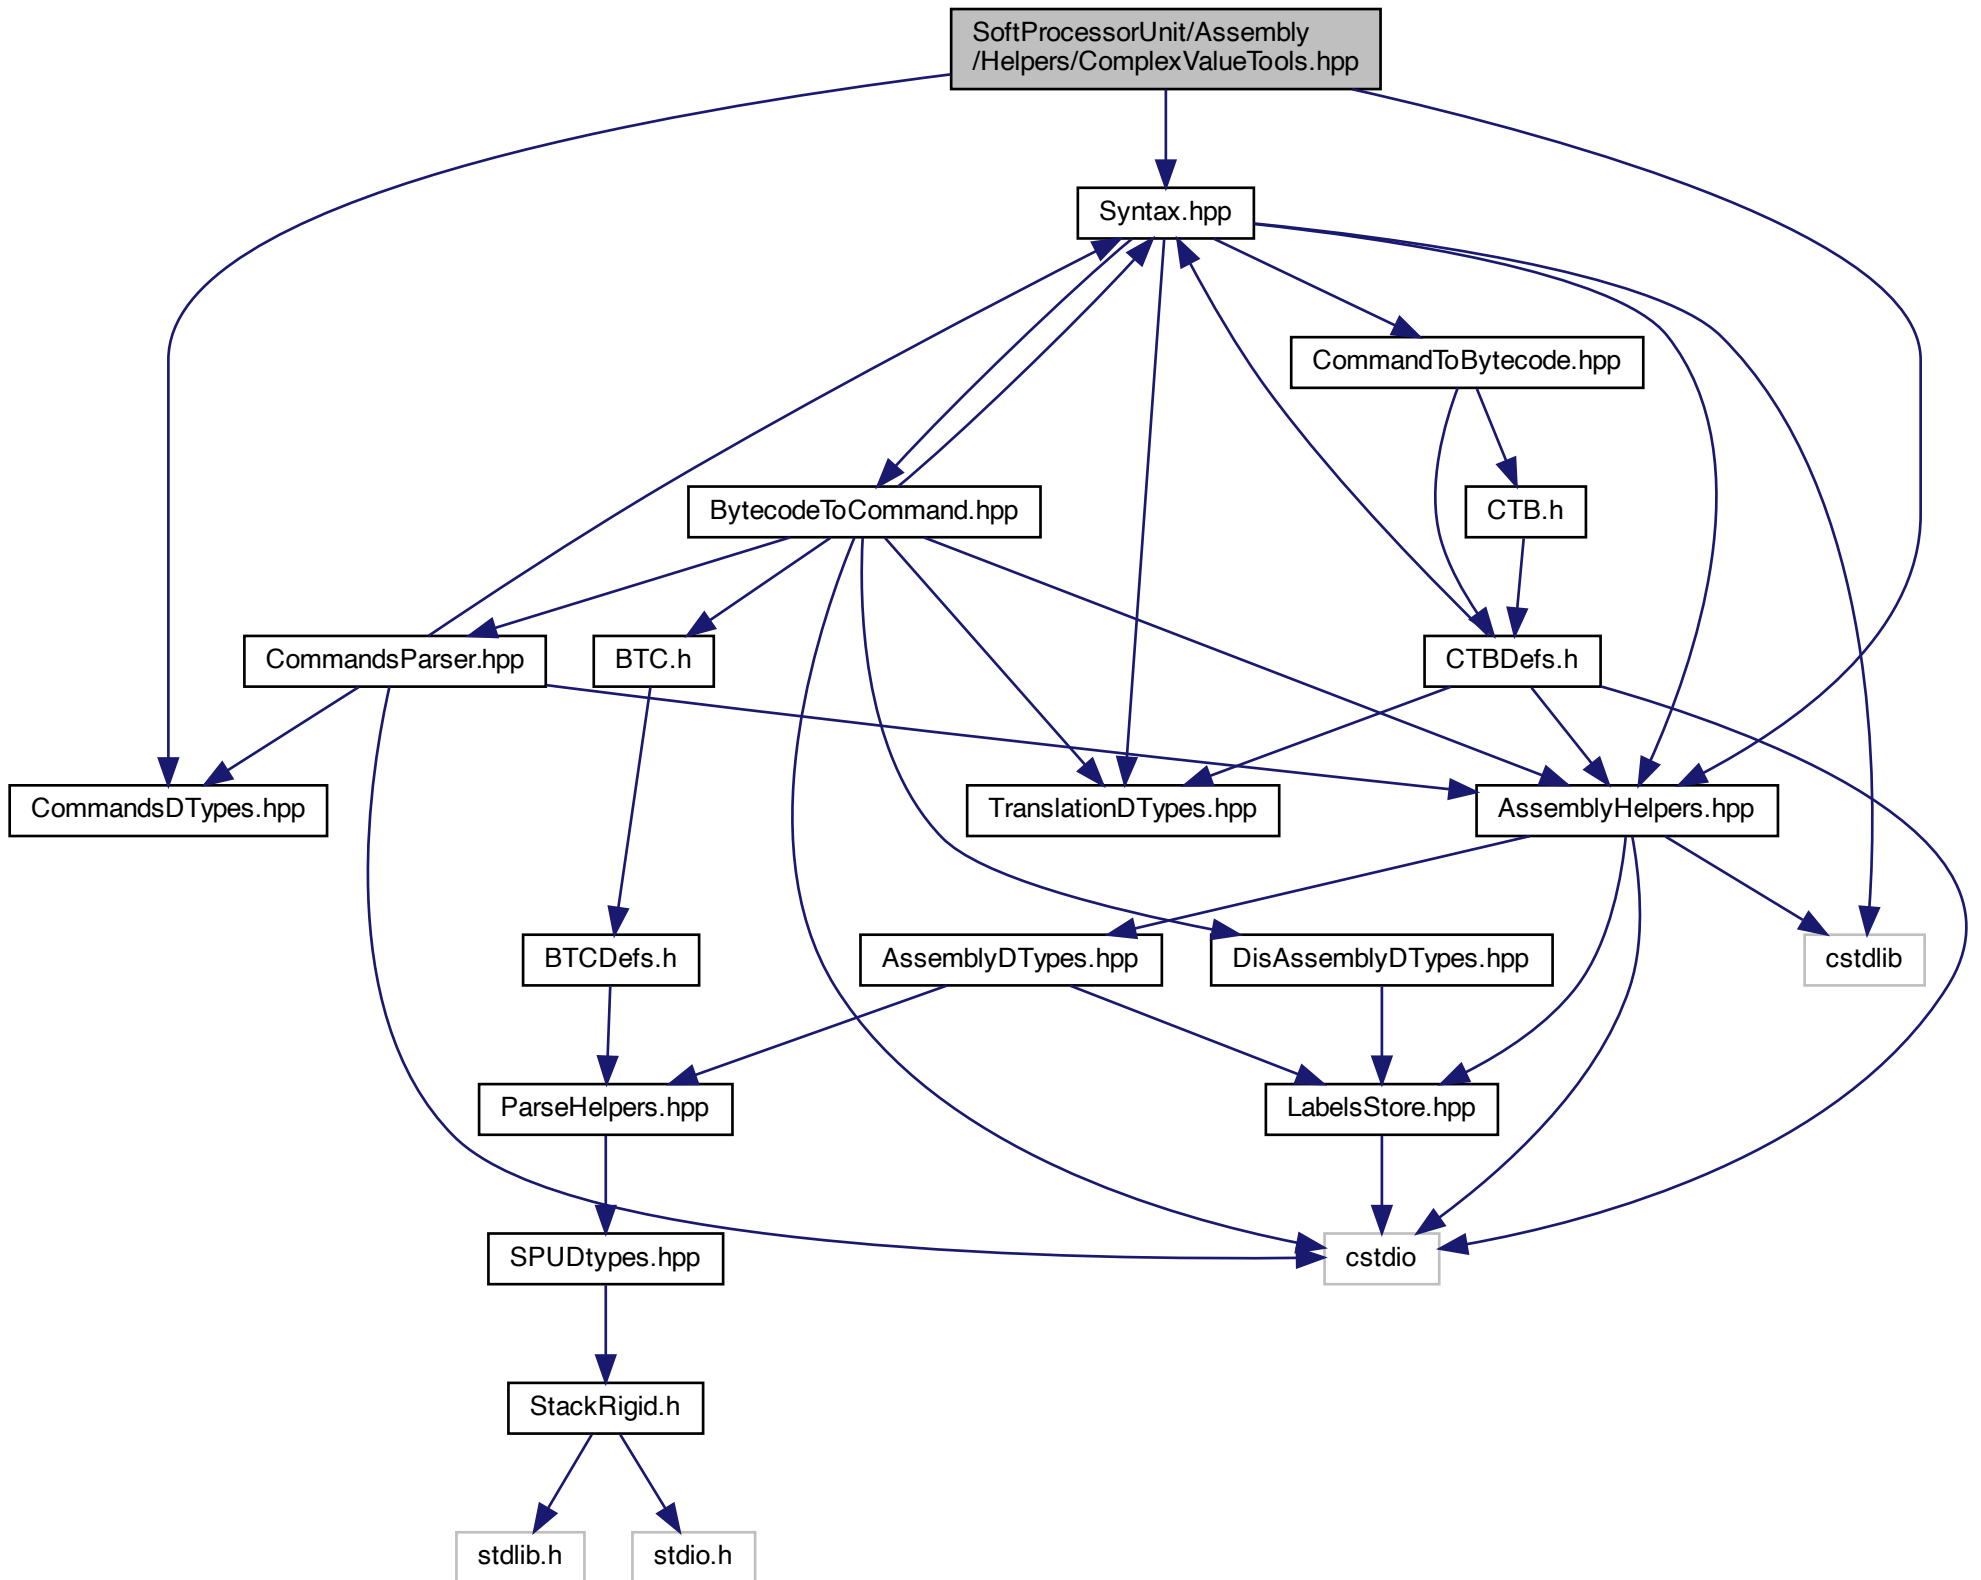 SoftProcessorUnit/Assembly
/Helpers/ComplexValueTools.hpp
Syntax.hpp
CommandToBytecode.hpp
BytecodeToCommand.hpp
CTB.h
CommandsParser.hpp
BTC.h
CTBDefs.h
CommandsDTypes.hpp
TranslationDTypes.hpp
AssemblyHelpers.hpp
BTCDefs.h
AssemblyDTypes.hpp
DisAssemblyDTypes.hpp
cstdlib
ParseHelpers.hpp
LabelsStore.hpp
SPUDtypes.hpp
cstdio
StackRigid.h
stdlib.h
stdio.h